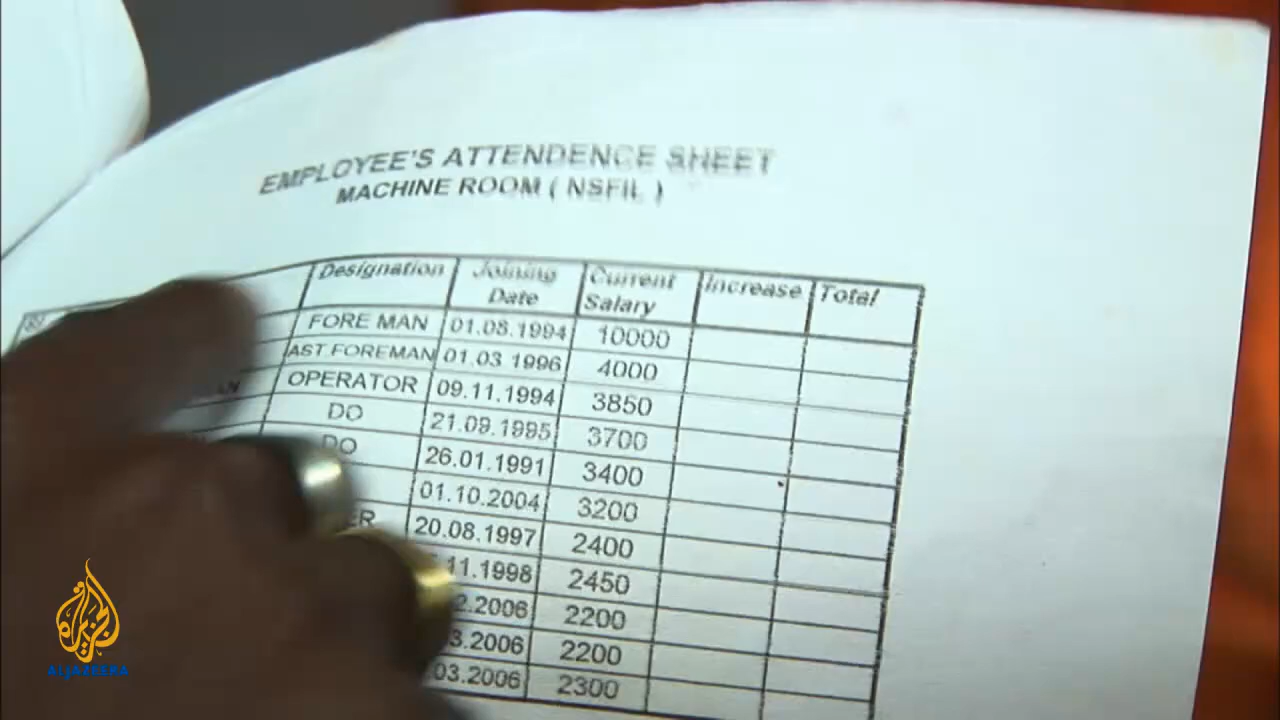 EMPLOYEE'S ATTENDENCE SHEET
MACHINE ROOM ( NSFIL )
Designation Joining Date Current Salary Increase Total
FORE MAN 01.08.1994 10000
AST.FOREMAN 01.03 1996 4000
OPERATOR 09.11.1994 3850
DO 21.09.1995 3700
DO 26.01.1991 3400
01.10.2004 3200
20.08.1997 2400
11.1998 2450
.2006 2200
3.2006 2200
.03.2006 2300
الجزيرة
ALJAZEERA